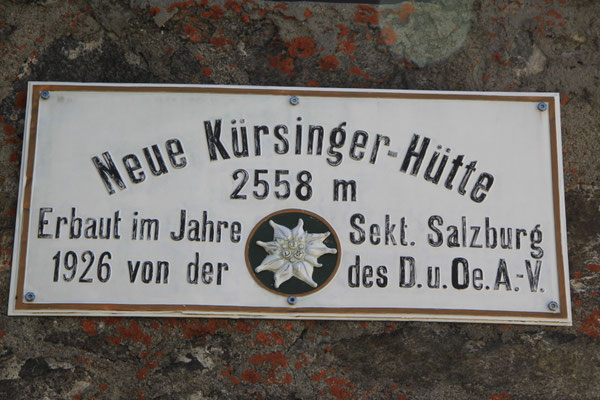 Neue Kürsinger-Hütte
2558 m
Erbaut im Jahre Sekt. Salzburg
1926 von der des D.u.Oe.A.-V.